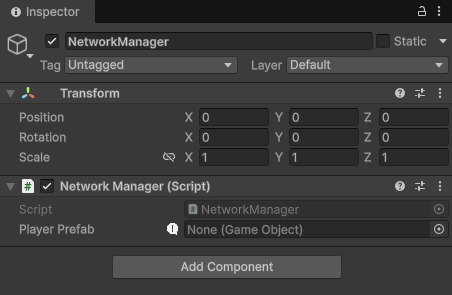 Inspector
NetworkManager Static
Tag Untagged Layer Default
Transform
Position X 0 Y 0 Z 0
Rotation X 0 Y 0 Z 0
Scale X 1 Y 1 Z 1
# Network Manager (Script)
Script # NetworkManager
Player Prefab None (Game Object)
Add Component